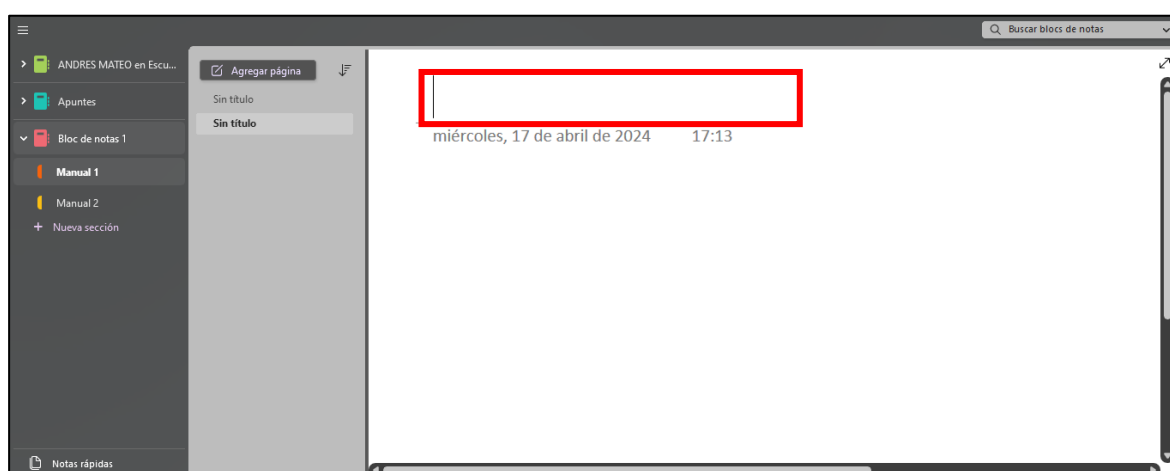 Buscar blocs de notas
ANDRES MATEO en Escu...
Apuntes
Bloc de notas 1
Manual 1
Manual 2
+ Nueva sección
Notas rápidas
Agregar página
Sin título
Sin título
miércoles, 17 de abril de 2024 17:13